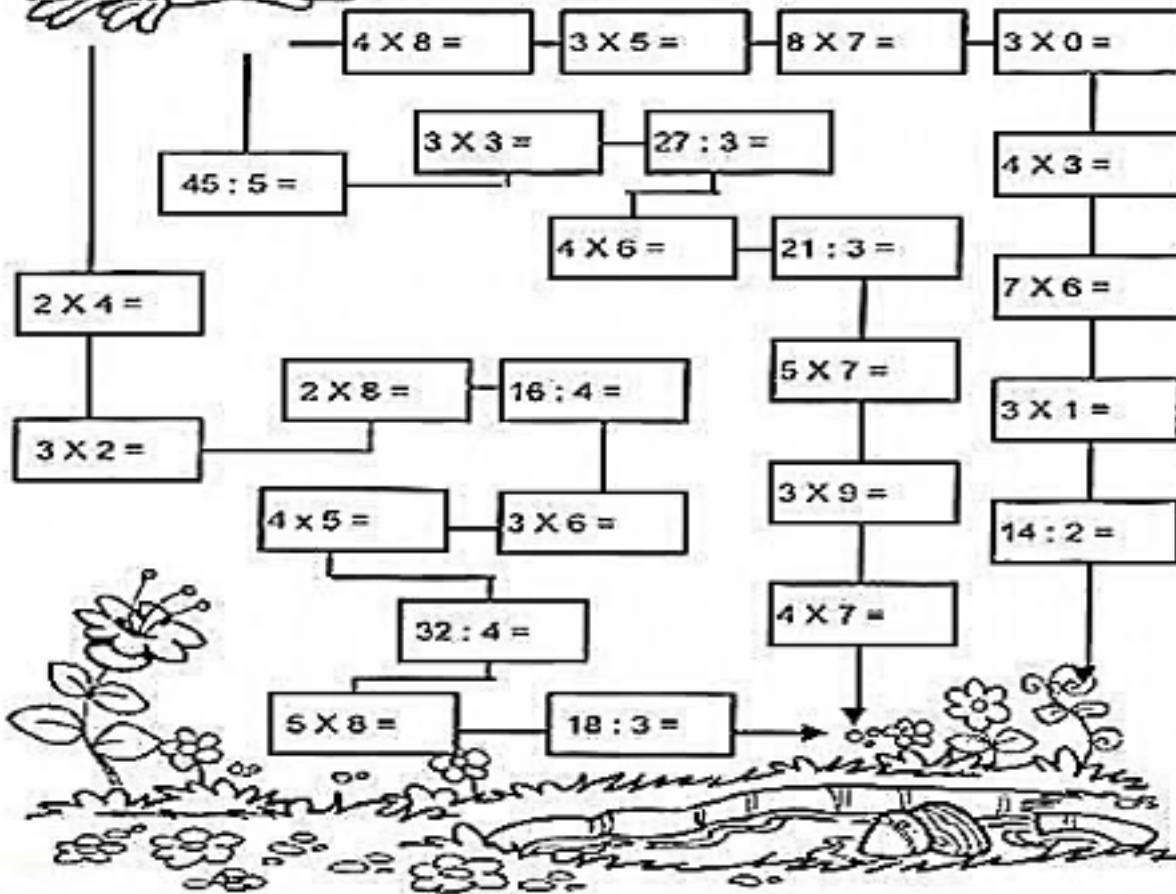 4 X 8 =
3 X 5 =
8 X 7 =
3 X 0 =
3 X 3 =
27 : 3 =
4 X 3 =
45 : 5 =
4 X 6 =
21 : 3 =
7 X 6 =
2 X 4 =
5 X 7 =
2 X 8 =
16 : 4 =
3 X 1 =
3 X 2 =
3 X 9 =
4 x 5 =
3 X 6 =
14 : 2 =
4 X 7 =
32 : 4 =
5 X 8 =
18 : 3 =